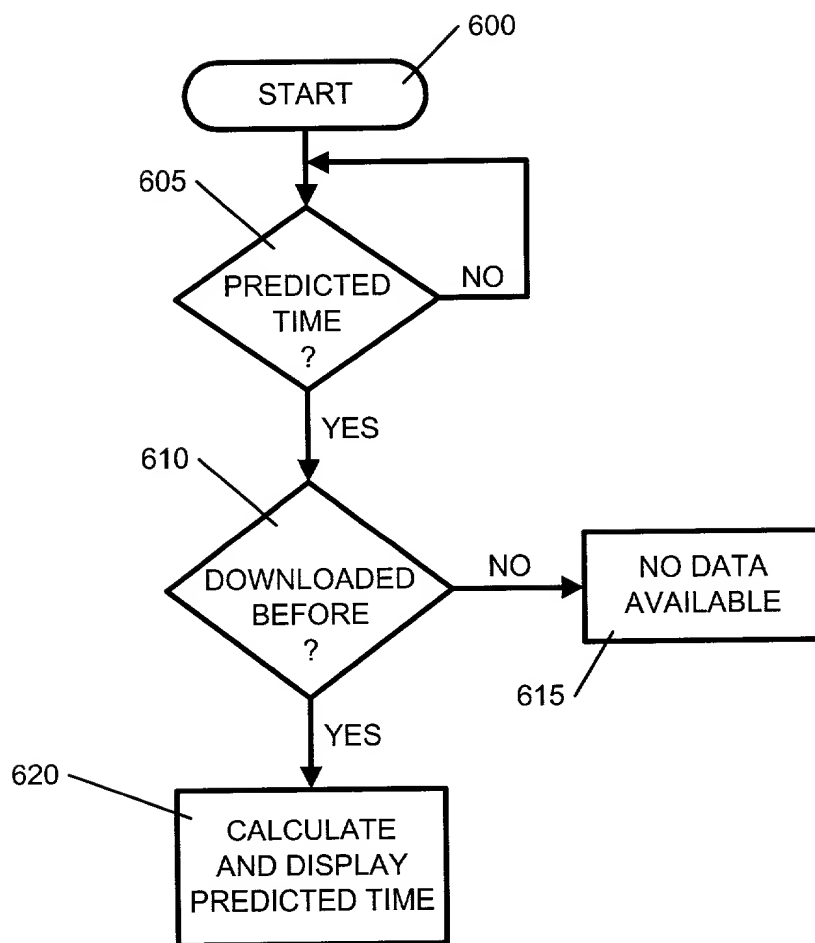 600
START
605
PREDICTED
TIME
?
NO
YES
610
DOWNLOADED
BEFORE
?
NO
NO DATA
AVAILABLE
615
YES
620
CALCULATE
AND DISPLAY
PREDICTED TIME